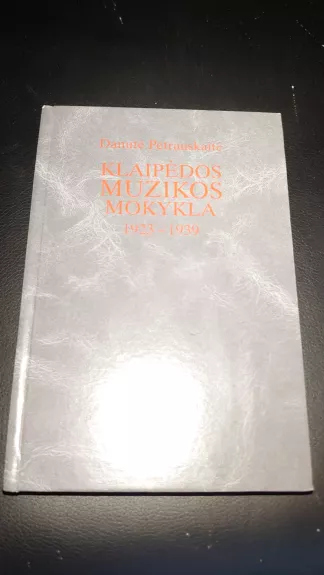 Danutė Petrauskaitė
KLAIPĖDOS
MUZIKOS
MOKYKLA
1923 - 1939